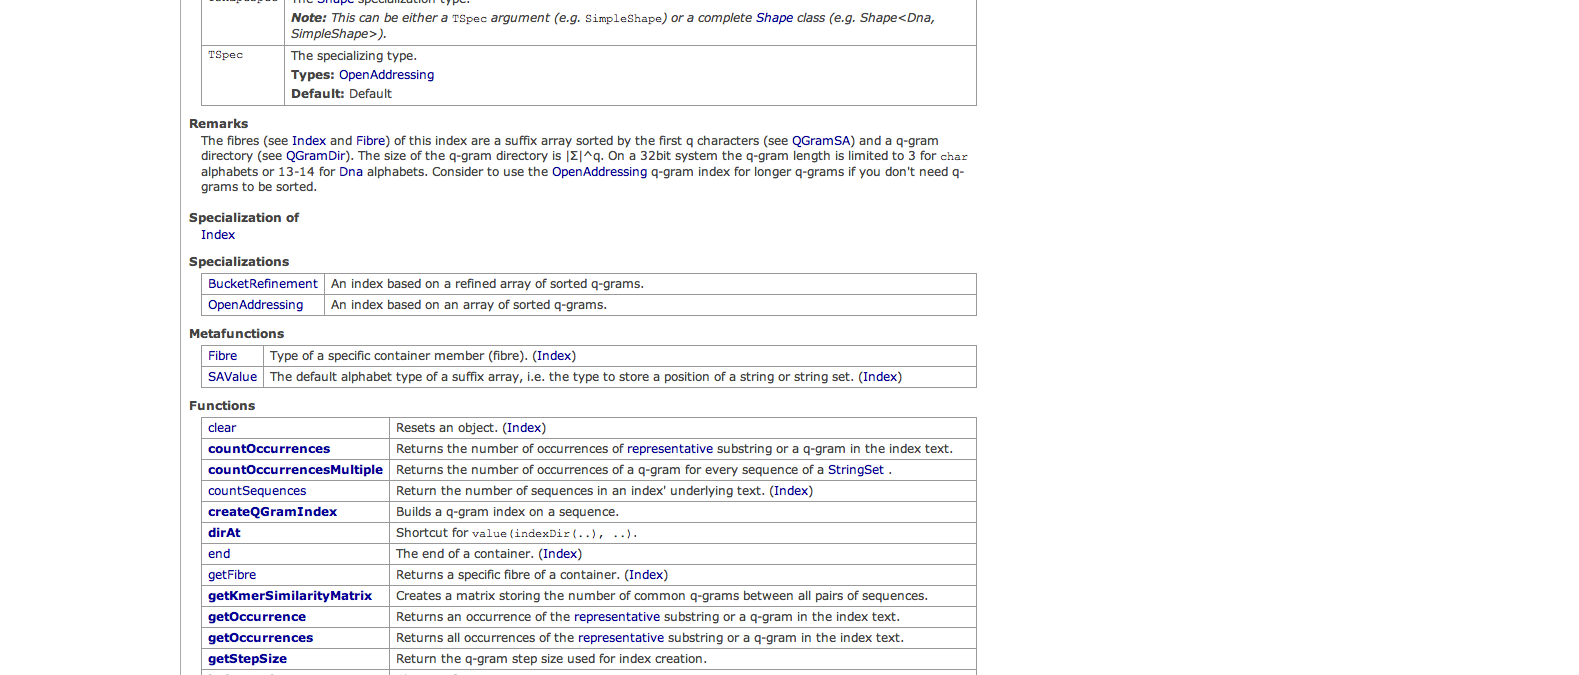 The Shape specialization type.
Note: This can be either a TSpec argument (e.g. SimpleShape) or a complete Shape class (e.g. Shape<Dna,
SimpleShape>).
TSpec The specializing type.
Types: OpenAddressing
Default: Default
Remarks
The fibres (see Index and Fibre) of this index are a suffix array sorted by the first q characters (see QGramSA) and a q-gram
directory (see QGramDir). The size of the q-gram directory is |Σ|^q. On a 32bit system the q-gram length is limited to 3 for char
alphabets or 13-14 for Dna alphabets. Consider to use the OpenAddressing q-gram index for longer q-grams if you don't need q-
grams to be sorted.
Specialization of
Index
Specializations
BucketRefinement An index based on a refined array of sorted q-grams.
OpenAddressing An index based on an array of sorted q-grams.
Metafunctions
Fibre Type of a specific container member (fibre). (Index)
SAValue The default alphabet type of a suffix array, i.e. the type to store a position of a string or string set. (Index)
Functions
clear Resets an object. (Index)
countOccurrences Returns the number of occurrences of representative substring or a q-gram in the index text.
countOccurrencesMultiple Returns the number of occurrences of a q-gram for every sequence of a StringSet .
countSequences Return the number of sequences in an index' underlying text. (Index)
createQGramIndex Builds a q-gram index on a sequence.
dirAt Shortcut for value(indexDir(..), ..).
end The end of a container. (Index)
getFibre Returns a specific fibre of a container. (Index)
getKmerSimilarityMatrix Creates a matrix storing the number of common q-grams between all pairs of sequences.
getOccurrence Returns an occurrence of the representative substring or a q-gram in the index text.
getOccurrences Returns all occurrences of the representative substring or a q-gram in the index text.
getStepSize Return the q-gram step size used for index creation.